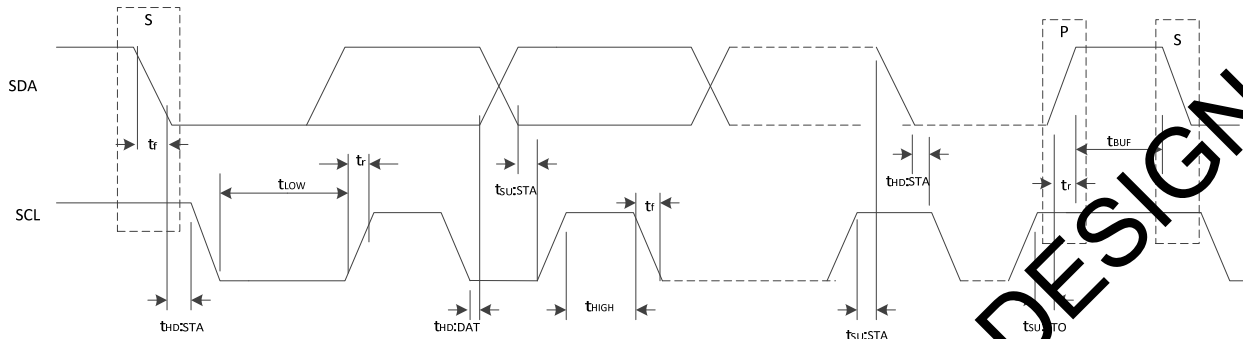 S
P
S
SDA
tf
tr
tBUF
tLOW
tSU:STA
tHD:STA
tr
SCL
tf
tHD:STA
tHD:DAT
tHIGH
tSU:STA
tSU:STO
DESIGN